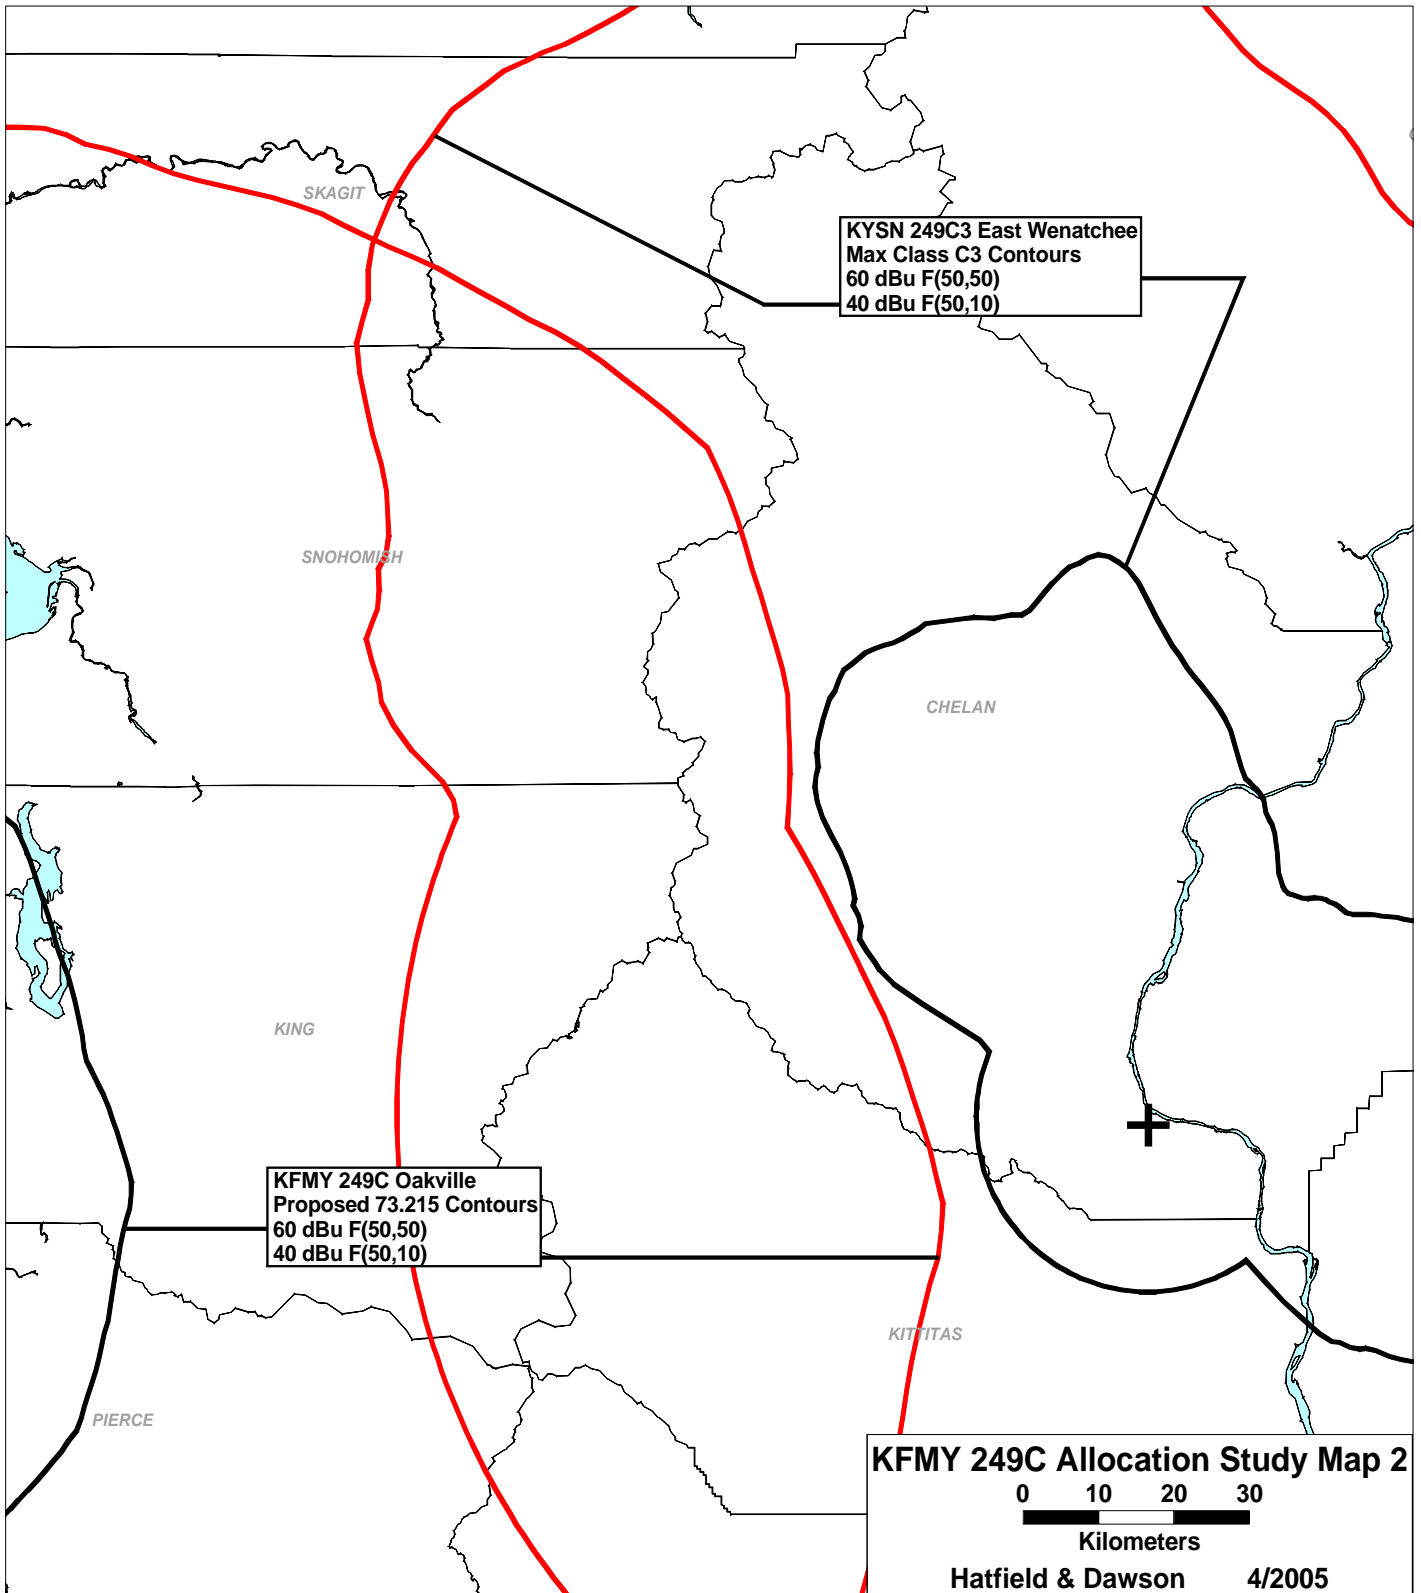 SKAGIT
KYSN 249C3 East Wenatchee
Max Class C3 Contours
60 dBu F(50,50)
40 dBu F(50,10)
SNOHOMISH
CHELAN
KING
KFMY 249C Oakville
Proposed 73.215 Contours
60 dBu F(50,50)
40 dBu F(50,10)
KITTITAS
PIERCE
KFMY 249C Allocation Study Map 2
0 10 20 30
Kilometers
Hatfield & Dawson 4/2005